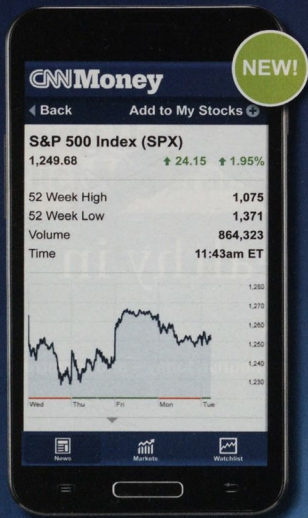 NEW!
CNNMoney
Back Add to My Stocks
S&P 500 Index (SPX)
1,249.68 24.15 1.95%
52 Week High 1,075
52 Week Low 1,371
Volume 864,323
Time 11:43am ET
1,280
1,270
1,260
1,250
1,240
1,230
Wed Thu Fri Mon Tue
News Markets Watchlist